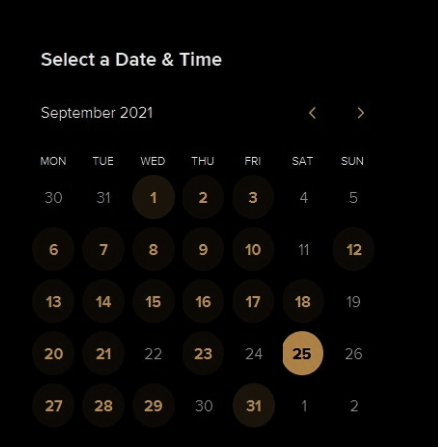 Select a Date & Time
September 2021
MON TUE WED THU FRI SAT SUN
30 31 1 2 3 4 5
6 7 8 9 10 11 12
13 14 15 16 17 18 19
20 21 22 23 24 25 26
27 28 29 30 31 1 2